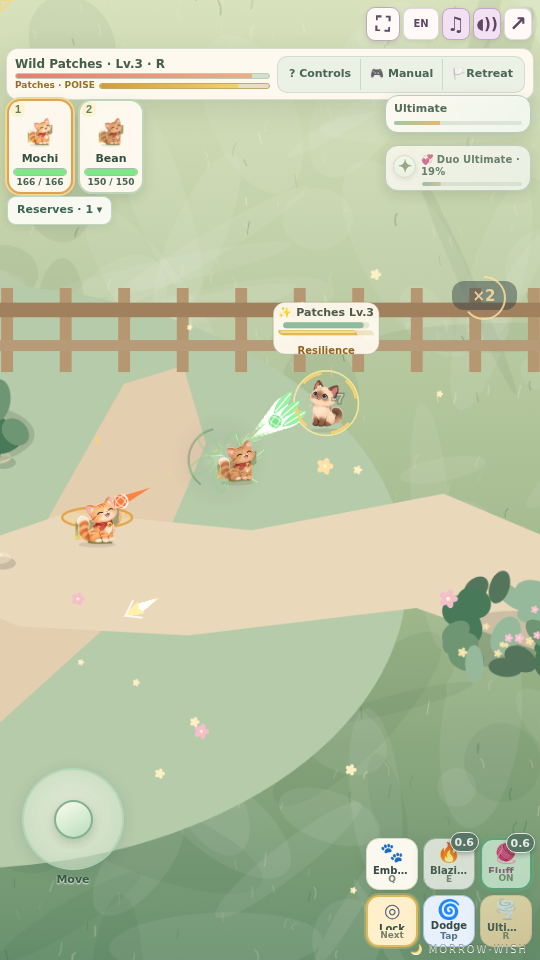 EN
Wild Patches · Lv.3 · R
Patches · POISE
? Controls
🎮 Manual
🏳️Retreat
1
Mochi
166 / 166
2
Bean
150 / 150
Reserves · 1 ▾
Ultimate
💞 Duo Ultimate ·
19%
×2
✨ Patches Lv.3
Resilience
Move
Emb…
Q
0.6
Blazi…
E
0.6
Fluff
ON
Lock
Next
Dodge
Tap
Ulti…
R
🌙 MORROW-WISH